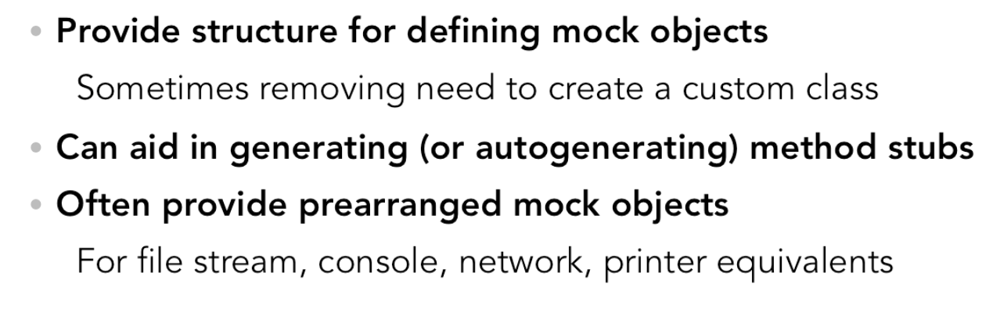 • Provide structure for defining mock objects
Sometimes removing need to create a custom class
• Can aid in generating (or autogenerating) method stubs
• Often provide prearranged mock objects
For file stream, console, network, printer equivalents